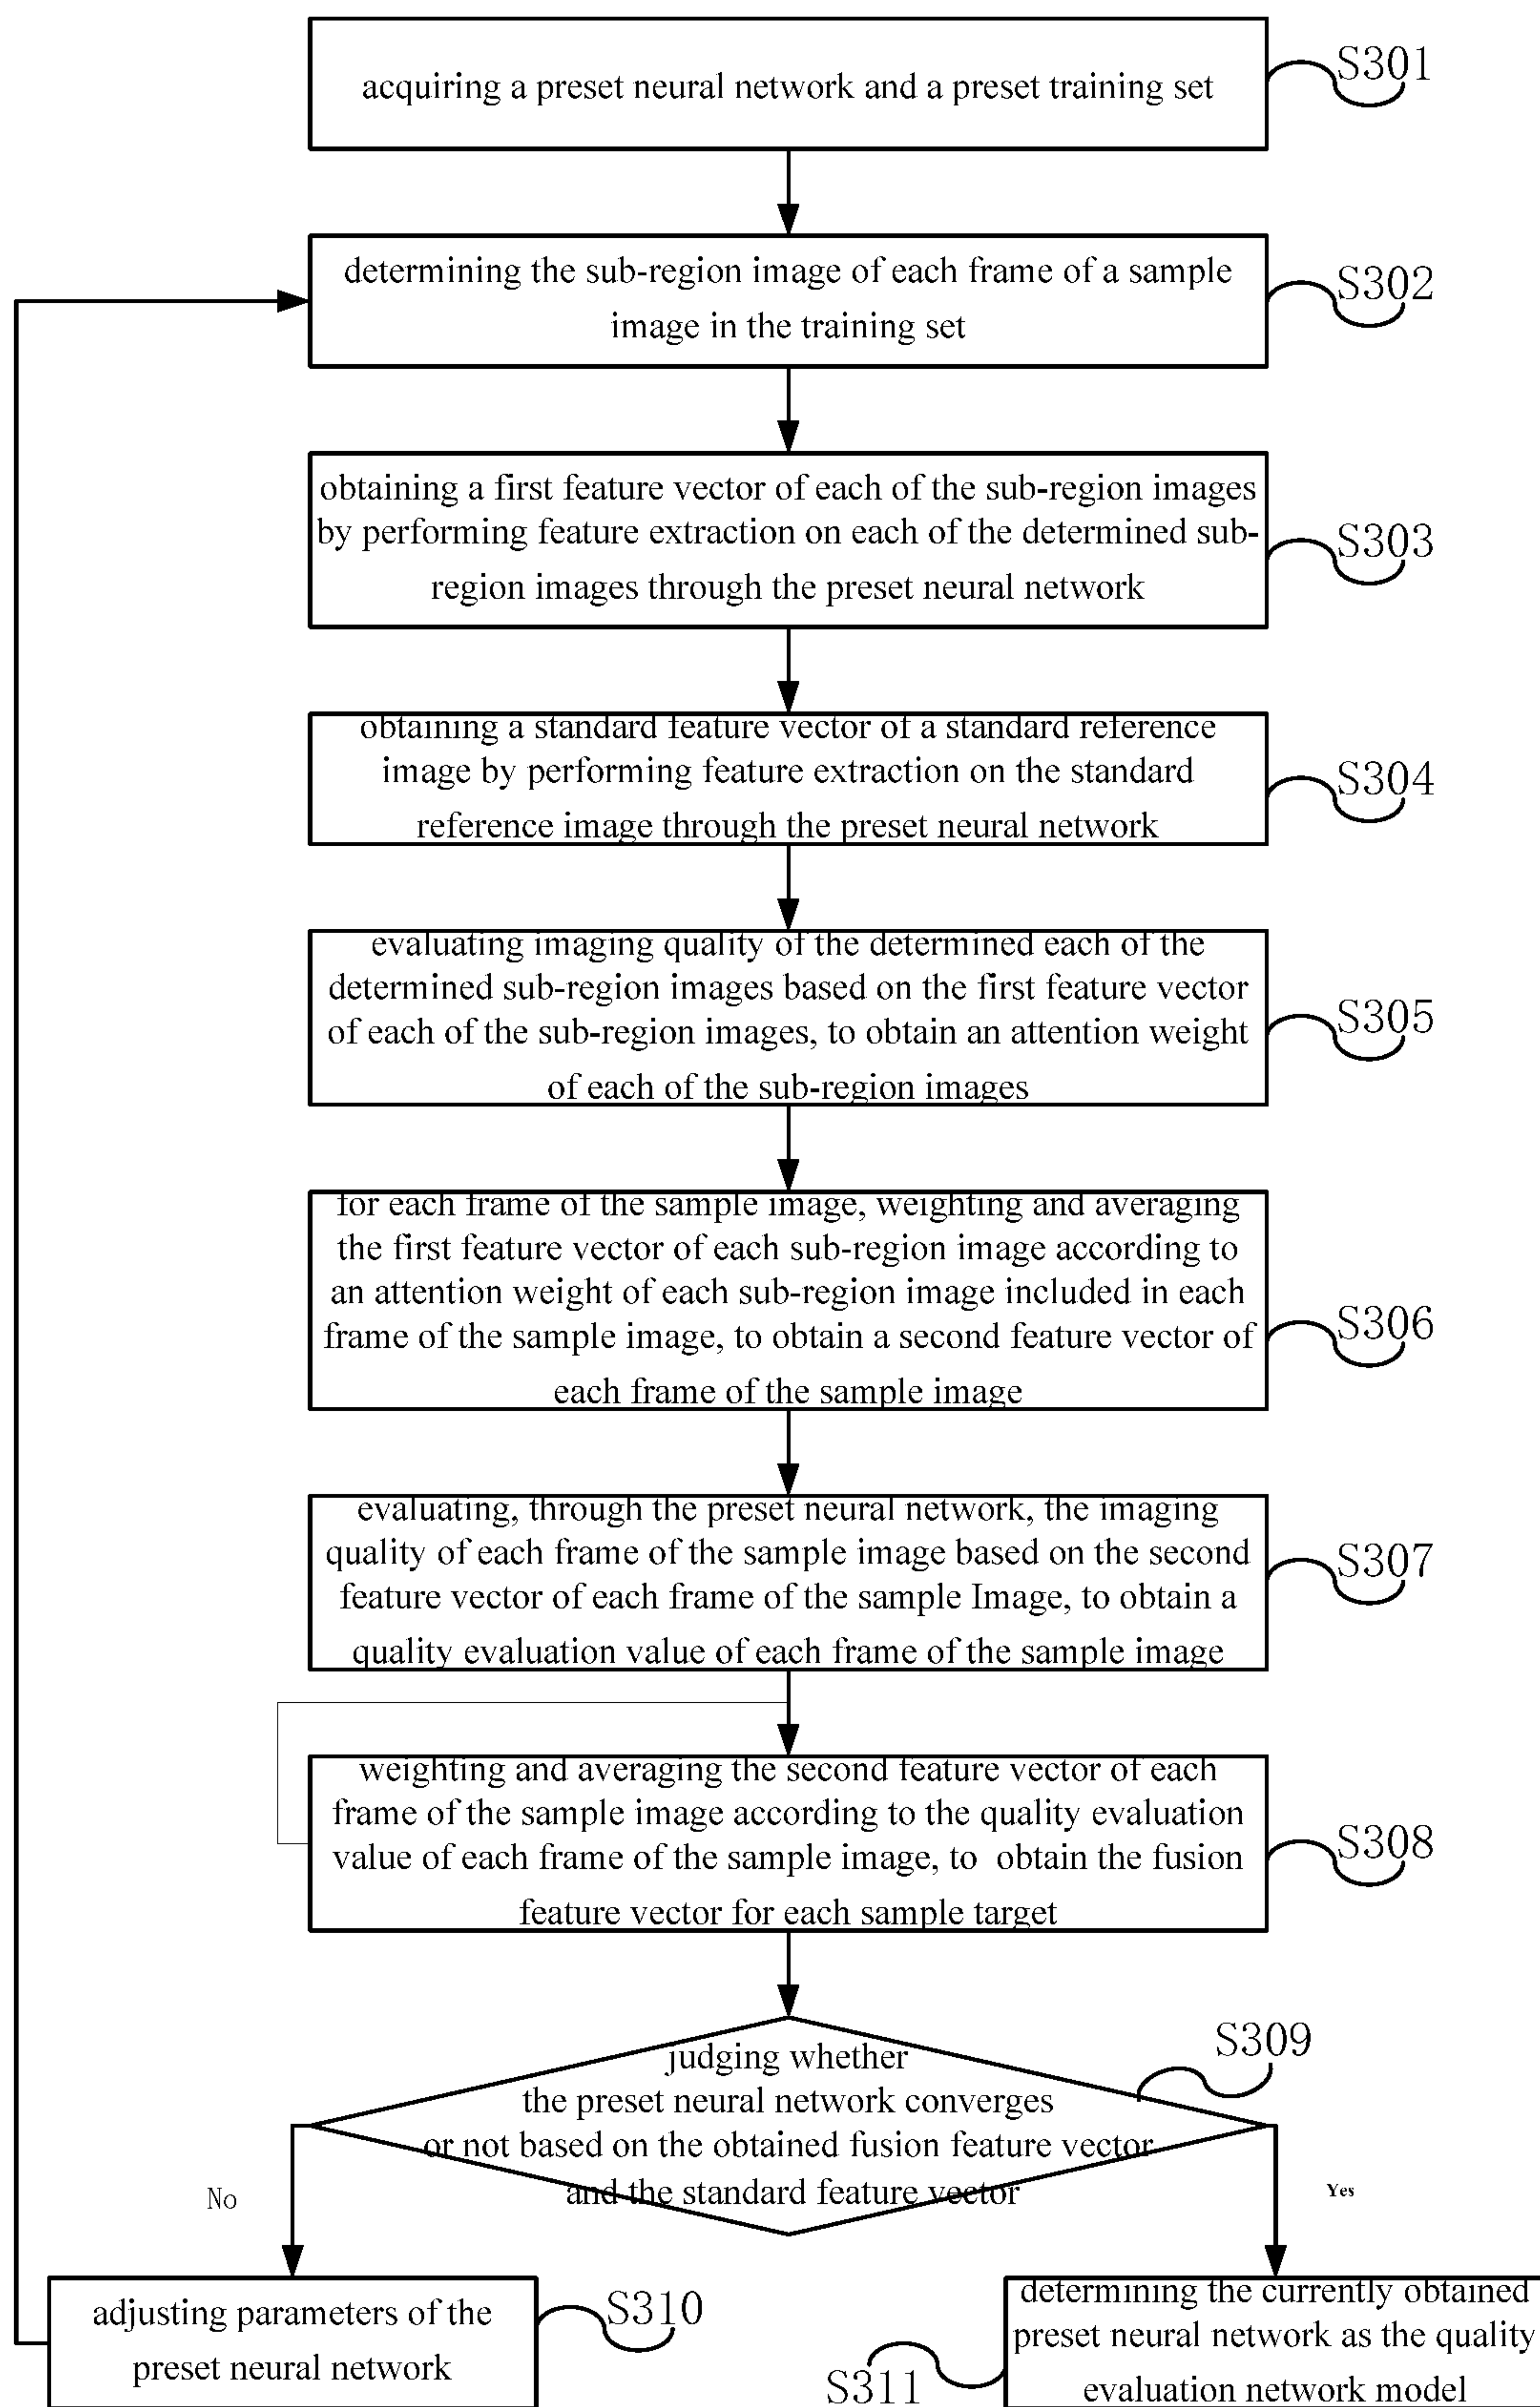 acquiring a preset neural network and a preset training set
S301
determining the sub-region image of each frame of a sample
image in the training set
S302
obtaining a first feature vector of each of the sub-region images
by performing feature extraction on each of the determined sub-
region images through the preset neural network
S303
obtaining a standard feature vector of a standard reference
image by performing feature extraction on the standard
reference image through the preset neural network
S304
evaluating imaging quality of the determined each of the
determined sub-region images based on the first feature vector
of each of the sub-region images, to obtain an attention weight
of each of the sub-region images
S305
for each frame of the sample image, weighting and averaging
the first feature vector of each sub-region image according to
an attention weight of each sub-region image included in each
frame of the sample image, to obtain a second feature vector of
each frame of the sample image
S306
evaluating, through the preset neural network, the imaging
quality of each frame of the sample image based on the second
feature vector of each frame of the sample Image, to obtain a
quality evaluation value of each frame of the sample image
S307
weighting and averaging the second feature vector of each
frame of the sample image according to the quality evaluation
value of each frame of the sample image, to obtain the fusion
feature vector for each sample target
S308
judging whether
the preset neural network converges
or not based on the obtained fusion feature vector
and the standard feature vector
S309
No
Yes
adjusting parameters of the
preset neural network
S310
determining the currently obtained
preset neural network as the quality
evaluation network model
S311